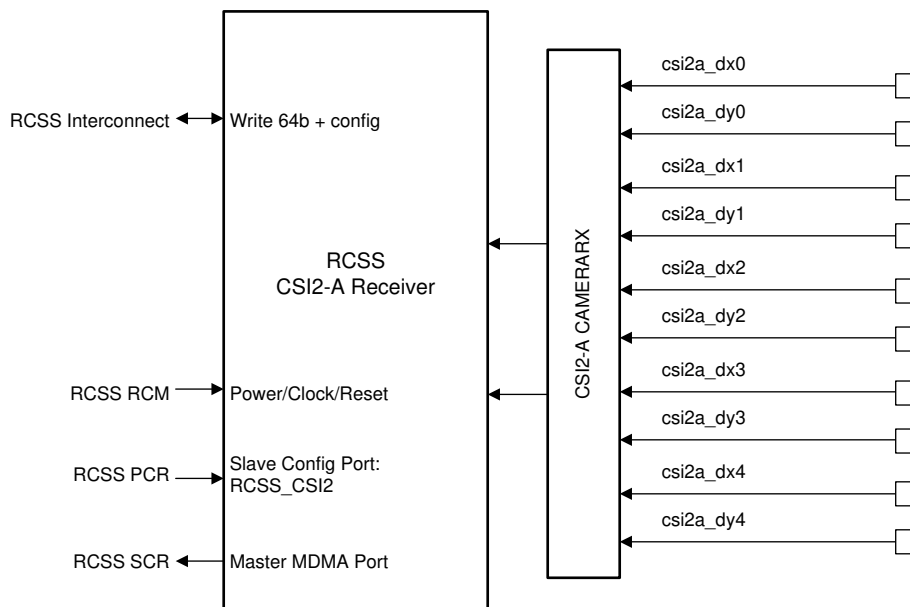 RCSS Interconnect
Write 64b + config
RCSS
CSI2-A Receiver
RCSS RCM
Power/Clock/Reset
RCSS PCR
Slave Config Port:
RCSS_CSI2
RCSS SCR
Master MDMA Port
CSI2-A CAMERARX
csi2a_dx0
csi2a_dy0
csi2a_dx1
csi2a_dy1
csi2a_dx2
csi2a_dy2
csi2a_dx3
csi2a_dy3
csi2a_dx4
csi2a_dy4